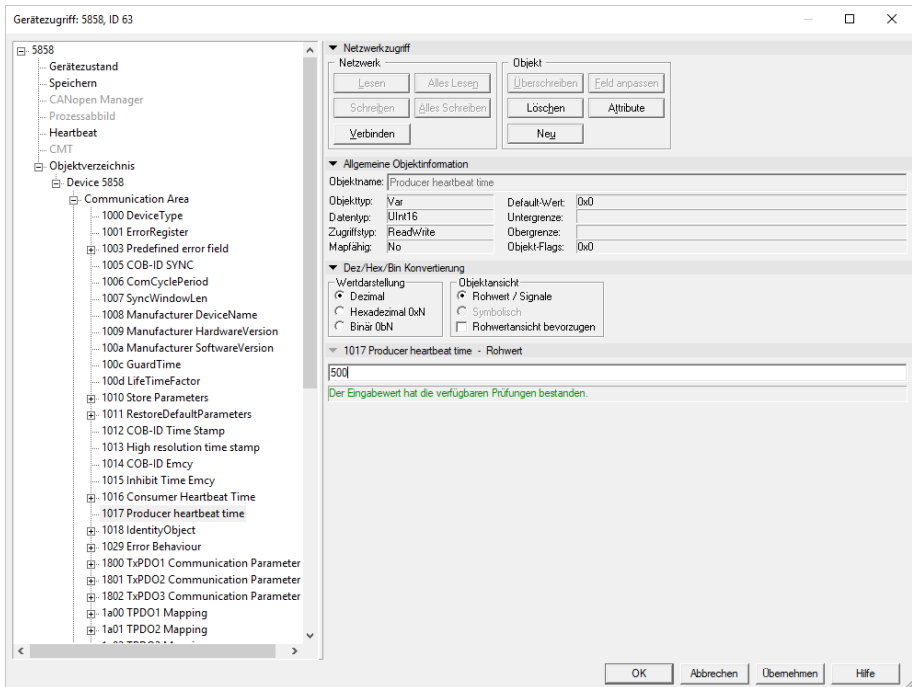 Gerätezugriff: 5858, ID 63
5858
Gerätezustand
Speichern
CANopen Manager
Prozessabbild
Heartbeat
CMT
Objektverzeichnis
Device 5858
Communication Area
1000 DeviceType
1001 ErrorRegister
1003 Predefined error field
1005 COB-ID SYNC
1006 ComCyclePeriod
1007 SyncWindowLen
1008 Manufacturer DeviceName
1009 Manufacturer HardwareVersion
100a Manufacturer SoftwareVersion
100c GuardTime
100d LifeTimeFactor
1010 Store Parameters
1011 RestoreDefaultParameters
1012 COB-ID Time Stamp
1013 High resolution time stamp
1014 COB-ID Emcy
1015 Inhibit Time Emcy
1016 Consumer Heartbeat Time
1017 Producer heartbeat time
1018 IdentityObject
1029 Error Behaviour
1800 TxPDO1 Communication Parameter
1801 TxPDO2 Communication Parameter
1802 TxPDO3 Communication Parameter
1a00 TPDO1 Mapping
1a01 TPDO2 Mapping
Netzwerkzugriff
Netzwerk
Lesen Alles Lesen
Schreiben Alles Schreiben
Verbinden
Objekt
Überschreiben Feld anpassen
Löschen Attribute
Neu
Allgemeine Objektinformation
Objektname: Producer heartbeat time
Objekttyp: Var Default-Wert: 0x0
Datentyp: UInt16 Untergrenze:
Zugriffstyp: ReadWrite Obergrenze:
Mapfähig: No Objekt-Flags: 0x0
Dez/Hex/Bin Konvertierung
Wertdarstellung
Dezimal
Hexadezimal 0xN
Binär 0bN
Objektansicht
Rohwert / Signale
Symbolisch
Rohwertansicht bevorzugen
1017 Producer heartbeat time - Rohwert
500
Der Eingabewert hat die verfügbaren Prüfungen bestanden.
OK Abbrechen Übernehmen Hilfe